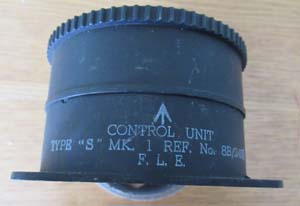 CONTROL UNIT
TYPE "S" MK. 1 REF. No.
F. L. E.